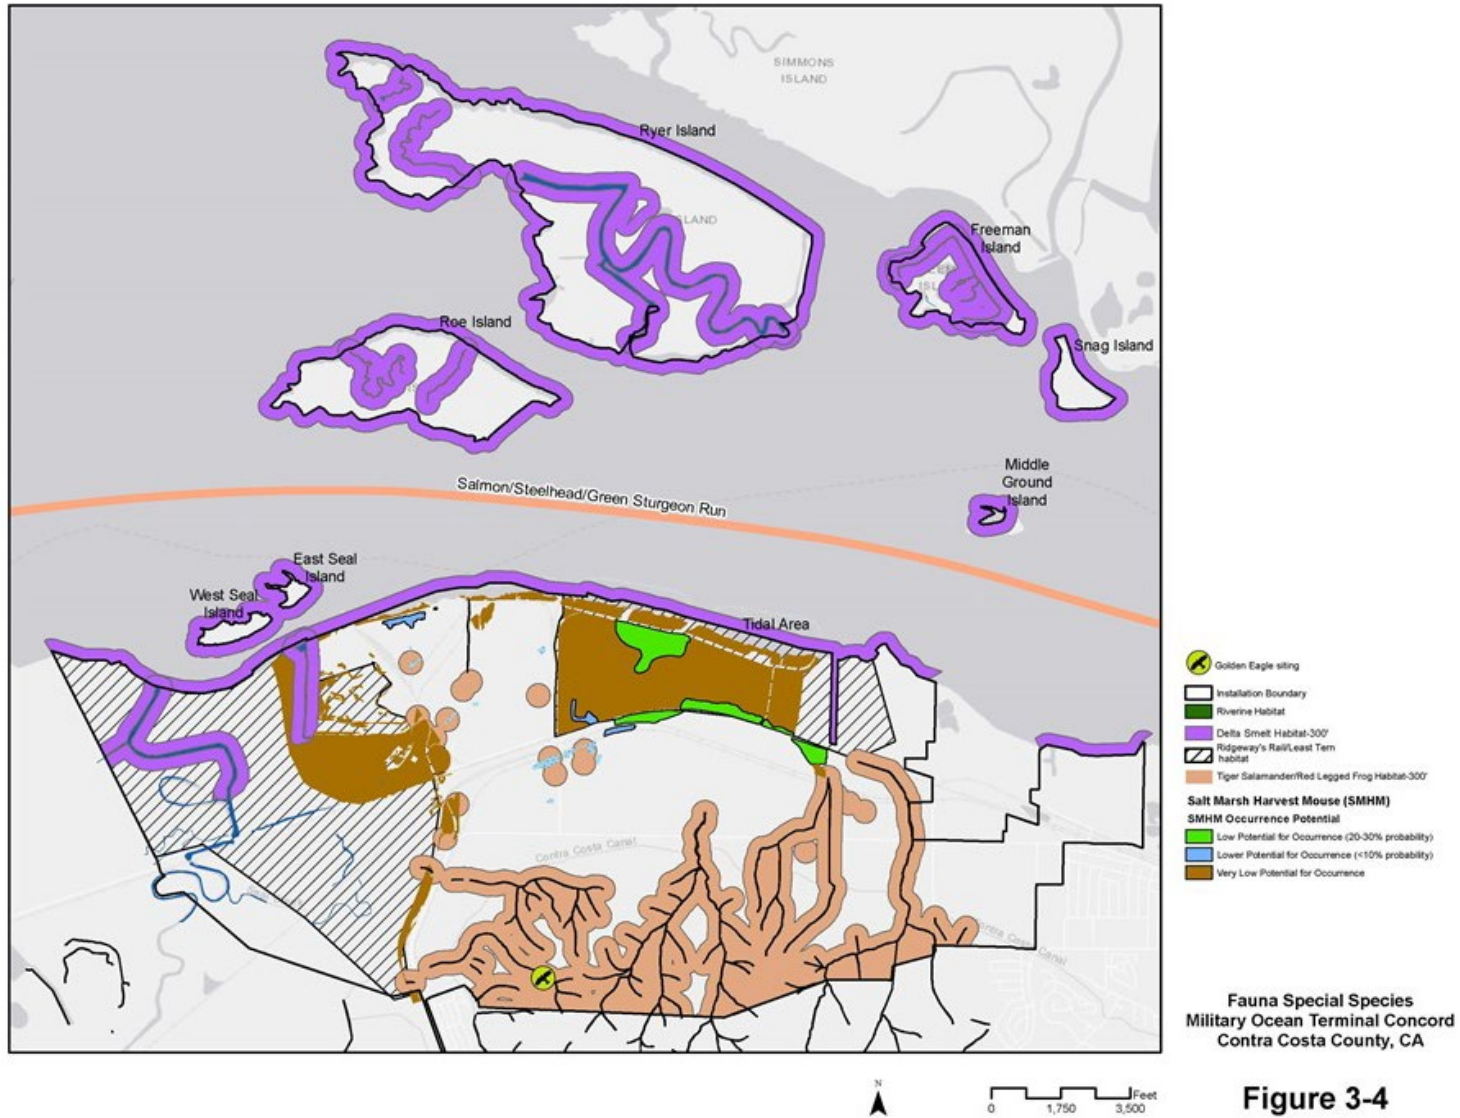 SIMMONS
ISLAND
Ryer Island
ISLAND
Freeman
Island
Roe Island
Snag Island
Middle
Ground
Island
Salmon/Steelhead/Green Sturgeon Run
East Seal
Island
West Seal
Island
Tidal Area
Contra Costa Canal
Contra Costa Canal
Golden Eagle siting
Installation Boundary
Riverine Habitat
Delta Smelt Habitat-300'
Ridgeway's Rail/Least Tern
habitat
Tiger Salamander/Red Legged Frog Habitat-300'
Salt Marsh Harvest Mouse (SMHM)
SMHM Occurrence Potential
Low Potential for Occurrence (20-30% probability)
Lower Potential for Occurrence (<10% probability)
Very Low Potential for Occurrence
Fauna Special Species
Military Ocean Terminal Concord
Contra Costa County, CA
N
Feet
0 1,750 3,500
Figure 3-4